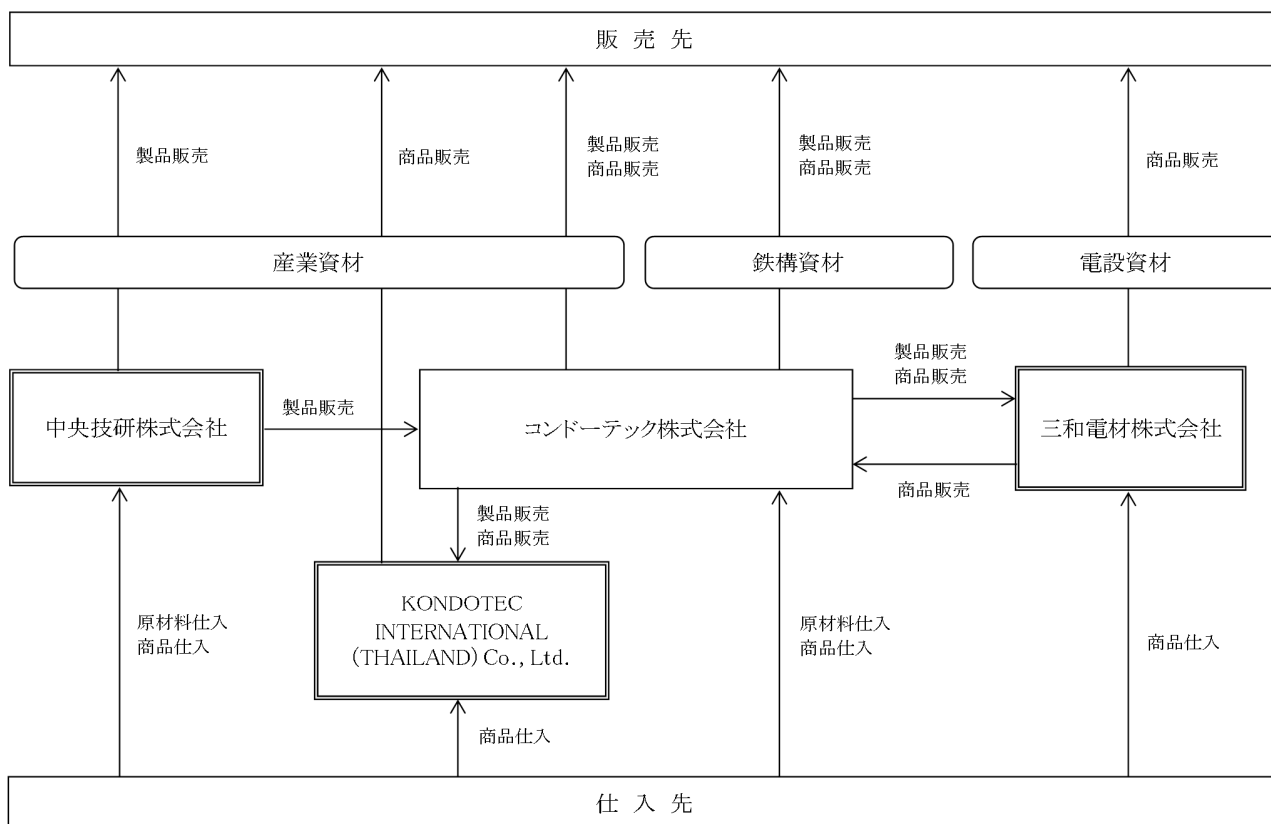 販 売 先
製品販売
商品販売
製品販売
商品販売
製品販売
商品販売
商品販売
産業資材
鉄構資材
電設資材
製品販売
商品販売
中央技研株式会社
製品販売
コンドーテック株式会社
三和電材株式会社
商品販売
製品販売
商品販売
KONDOTEC
INTERNATIONAL
(THAILAND) Co., Ltd.
原材料仕入
商品仕入
原材料仕入
商品仕入
商品仕入
商品仕入
仕 入 先